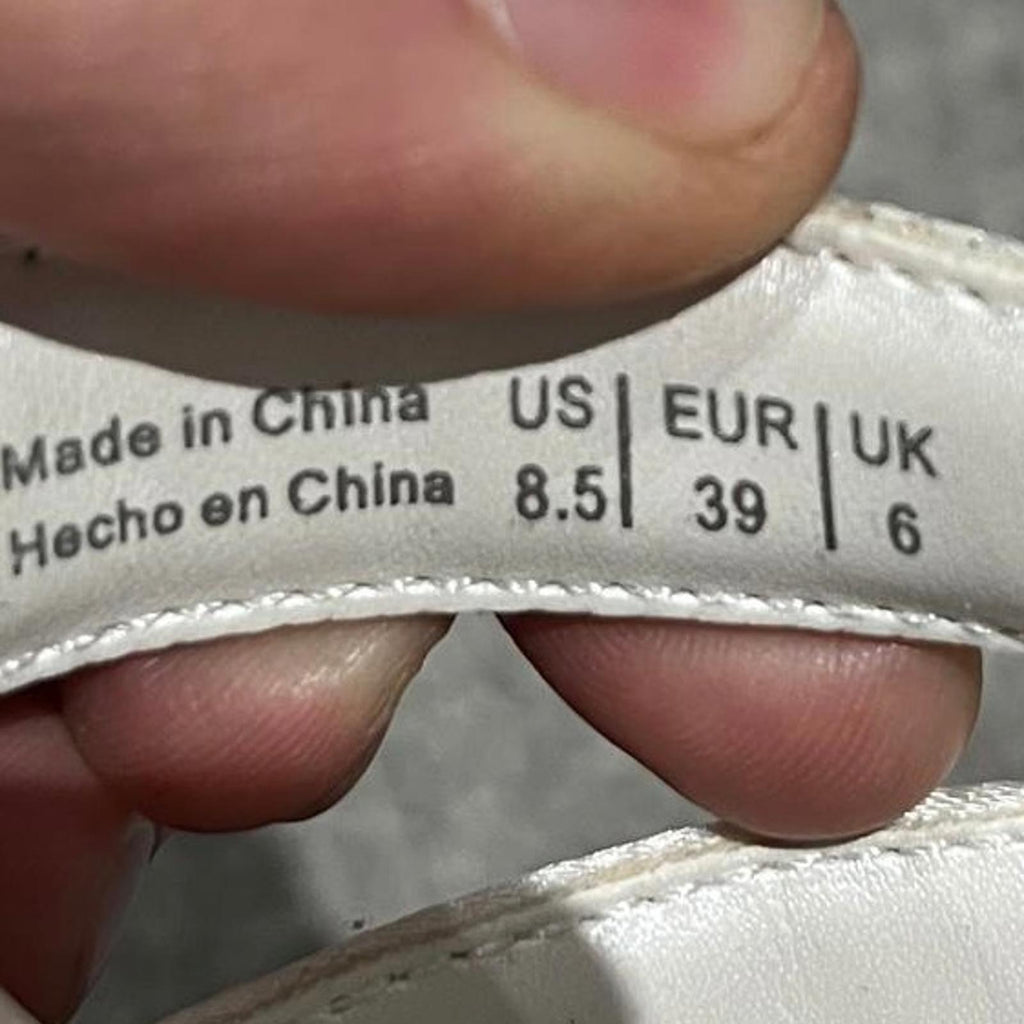 Made in China
Hecho en China
US | EUR | UK
8.5 | 39 | 6